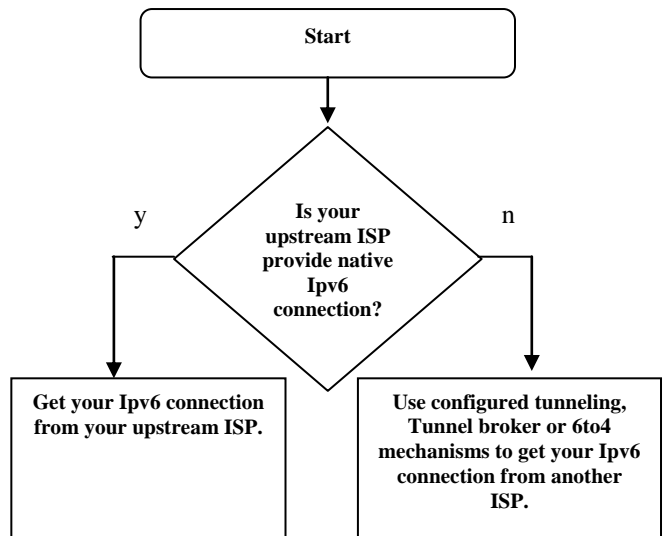 Start
y
n
Is your
upstream ISP
provide native
Ipv6
connection?
Get your Ipv6 connection
from your upstream ISP.
Use configured tunneling,
Tunnel broker or 6to4
mechanisms to get your Ipv6
connection from another
ISP.